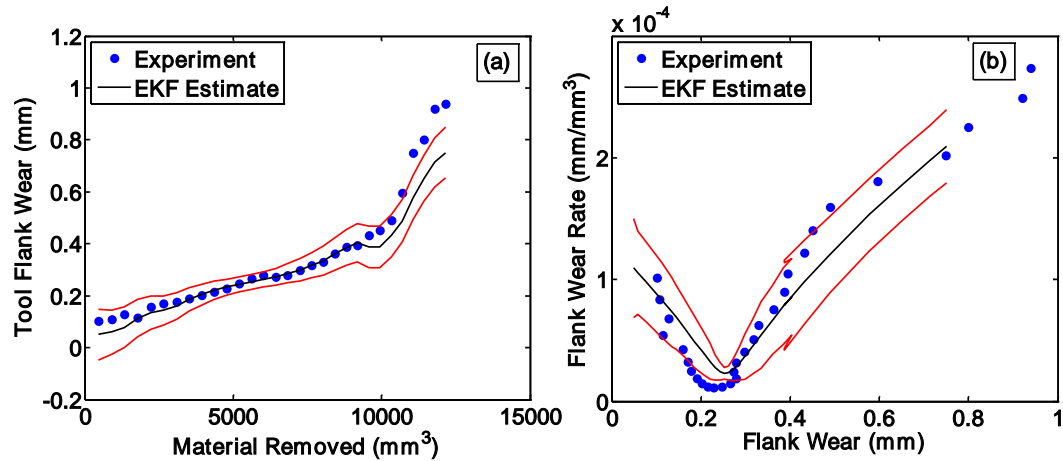 (a)
Experiment
EKF Estimate
1.2
1
0.8
0.6
0.4
0.2
0
-0.2
0
5000
10000
15000
Tool Flank Wear (mm)
Material Removed (mm³)
x 10⁻⁴
(b)
Experiment
EKF Estimate
2
1
0
0
0.2
0.4
0.6
0.8
1
Flank Wear Rate (mm/mm³)
Flank Wear (mm)